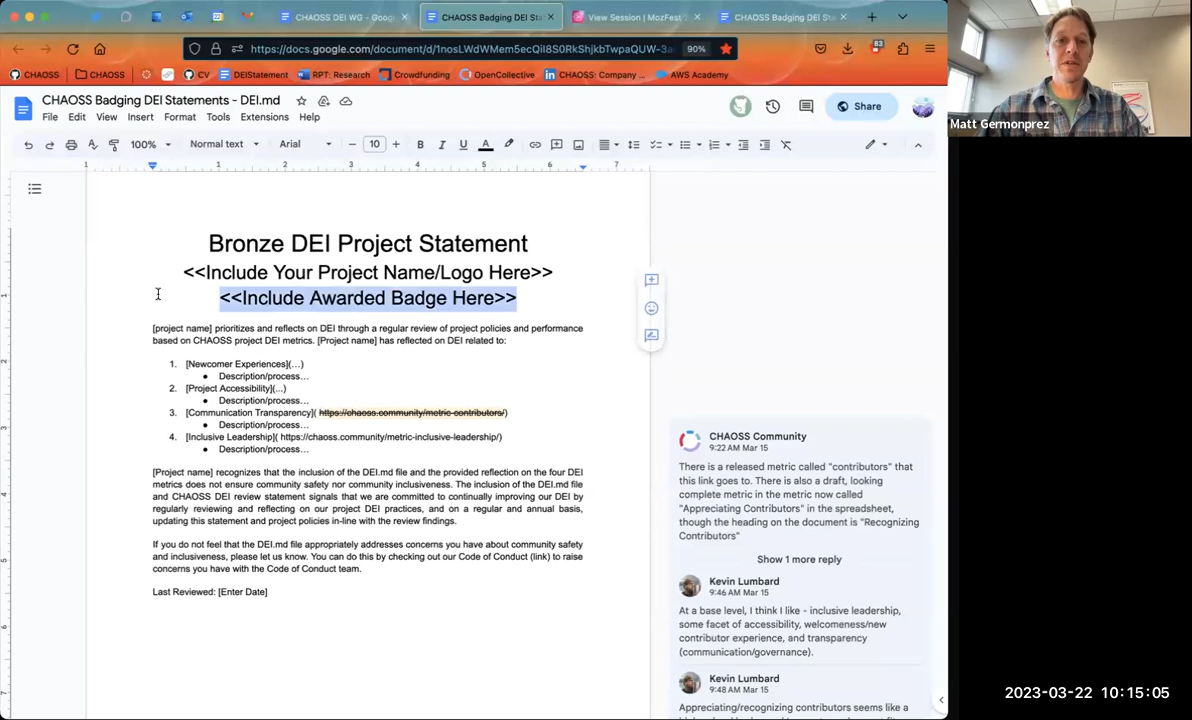 CHAOSS DEI WG - Goog
CHAOSS Badging DEI Sta
View Session | MozFest
CHAOSS Badging DEI Sta
https://docs.google.com/document/d/1nosLWdWMem5ecQiI8S0RkShjkbTwpaQUW-3
90%
CHAOSS
CHAOSS
CV
DEIStatement
RPT: Research
Crowdfunding
OpenCollective
CHAOSS: Company ...
AWS Academy
CHAOSS Badging DEI Statements - DEI.md
Share
File Edit View Insert Format Tools Extensions Help
100% Normal text Arial 10 B I U A
1 1 2 3 4 5 6 7
Bronze DEI Project Statement
<<Include Your Project Name/Logo Here>>
<<Include Awarded Badge Here>>
[project name] prioritizes and reflects on DEI through a regular review of project policies and performance
based on CHAOSS project DEI metrics. [Project name] has reflected on DEI related to:
1. [Newcomer Experiences](…)
● Description/process…
2. [Project Accessibility](...)
● Description/process…
3. [Communication Transparency]( https://chaoss.community/metric-contributors/)
● Description/process…
4. [Inclusive Leadership]( https://chaoss.community/metric-inclusive-leadership/)
● Description/process…
[Project name] recognizes that the inclusion of the DEI.md file and the provided reflection on the four DEI
metrics does not ensure community safety nor community inclusiveness. The inclusion of the DEI.md file
and CHAOSS DEI review statement signals that we are committed to continually improving our DEI by
regularly reviewing and reflecting on our project DEI practices, and on a regular and annual basis,
updating this statement and project policies in-line with the review findings.
If you do not feel that the DEI.md file appropriately addresses concerns you have about community safety
and inclusiveness, please let us know. You can do this by checking out our Code of Conduct (link) to raise
concerns you have with the Code of Conduct team.
Last Reviewed: [Enter Date]
CHAOSS Community
9:22 AM Mar 15
There is a released metric called "contributors" that
this link goes to. There is also a draft, looking
complete metric in the metric now called
"Appreciating Contributors" in the spreadsheet,
though the heading on the document is "Recognizing
Contributors"
Show 1 more reply
Kevin Lumbard
9:46 AM Mar 15
At a base level, I think I like - inclusive leadership,
some facet of accessibility, welcomeness/new
contributor experience, and transparency
(communication/governance).
Kevin Lumbard
9:48 AM Mar 15
Appreciating/recognizing contributors seems like a
Matt Germonprez
2023-03-22 10:15:05